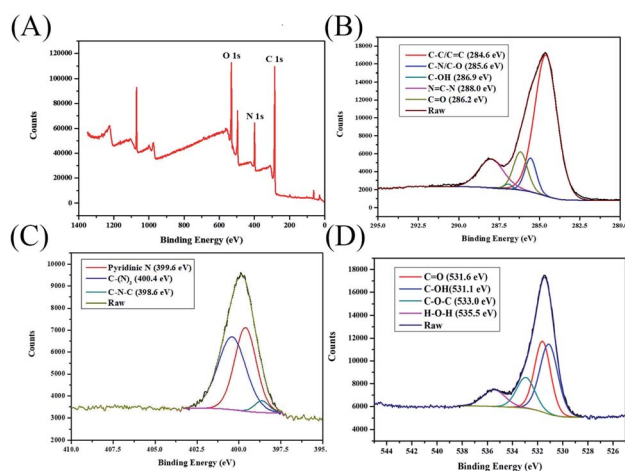 (A)
O 1s
C 1s
N 1s
Counts
120000
100000
80000
60000
40000
20000
0
1400 1200 1000 800 600 400 200 0
Binding Energy (eV)
(B)
C-C/C=C (284.6 eV)
C-N/C-O (285.6 eV)
C-OH (286.9 eV)
N=C-N (288.0 eV)
C=O (286.2 eV)
Raw
Counts
18000
16000
14000
12000
10000
8000
6000
4000
2000
0
295.0 292.5 290.0 287.5 285.0 282.5 280.0
Binding Energy (eV)
(C)
Pyridinic N (399.6 eV)
C-(N)3 (400.4 eV)
C-N-C (398.6 eV)
Raw
Counts
11000
10000
9000
8000
7000
6000
5000
4000
3000
2000
410.0 407.5 405.0 402.5 400.0 397.5 395.
Binding Energy (eV)
(D)
C=O (531.6 eV)
C-OH(531.1 eV)
C-O-C (533.0 eV)
H-O-H (535.5 eV)
Raw
Counts
18000
16000
14000
12000
10000
8000
6000
4000
544 540 536 532 528
Binding Energy (eV)